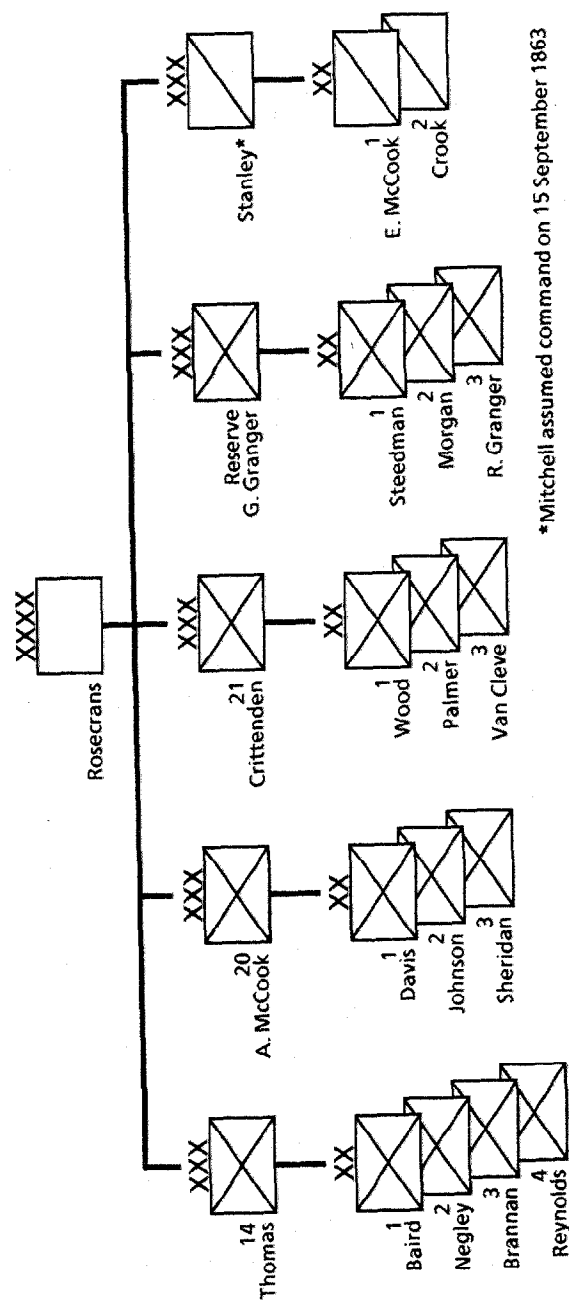 XXXX
Rosecrans
XXX
14
Thomas
XX
1
Baird
2
Negley
3
Brannan
4
Reynolds
XXX
20
A. McCook
XX
1
Davis
2
Johnson
3
Sheridan
XXX
21
Crittenden
XX
1
Wood
2
Palmer
3
Van Cleve
XXX
Reserve
G. Granger
XX
1
Steedman
2
Morgan
3
R. Granger
XXX
Stanley*
XX
1
E. McCook
2
Crook
*Mitchell assumed command on 15 September 1863